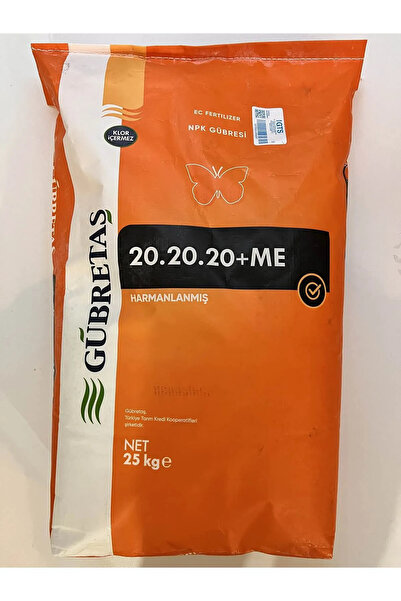 KLOR
İÇERMEZ
EC FERTILIZER
NPK GÜBRESİ
GTS
GÜBRETAŞ
20.20.20+ME
HARMANLANMIŞ
Gübretaş,
Türkiye Tarım Kredi Kooperatifleri
şirketidir.
NET
25 kg e